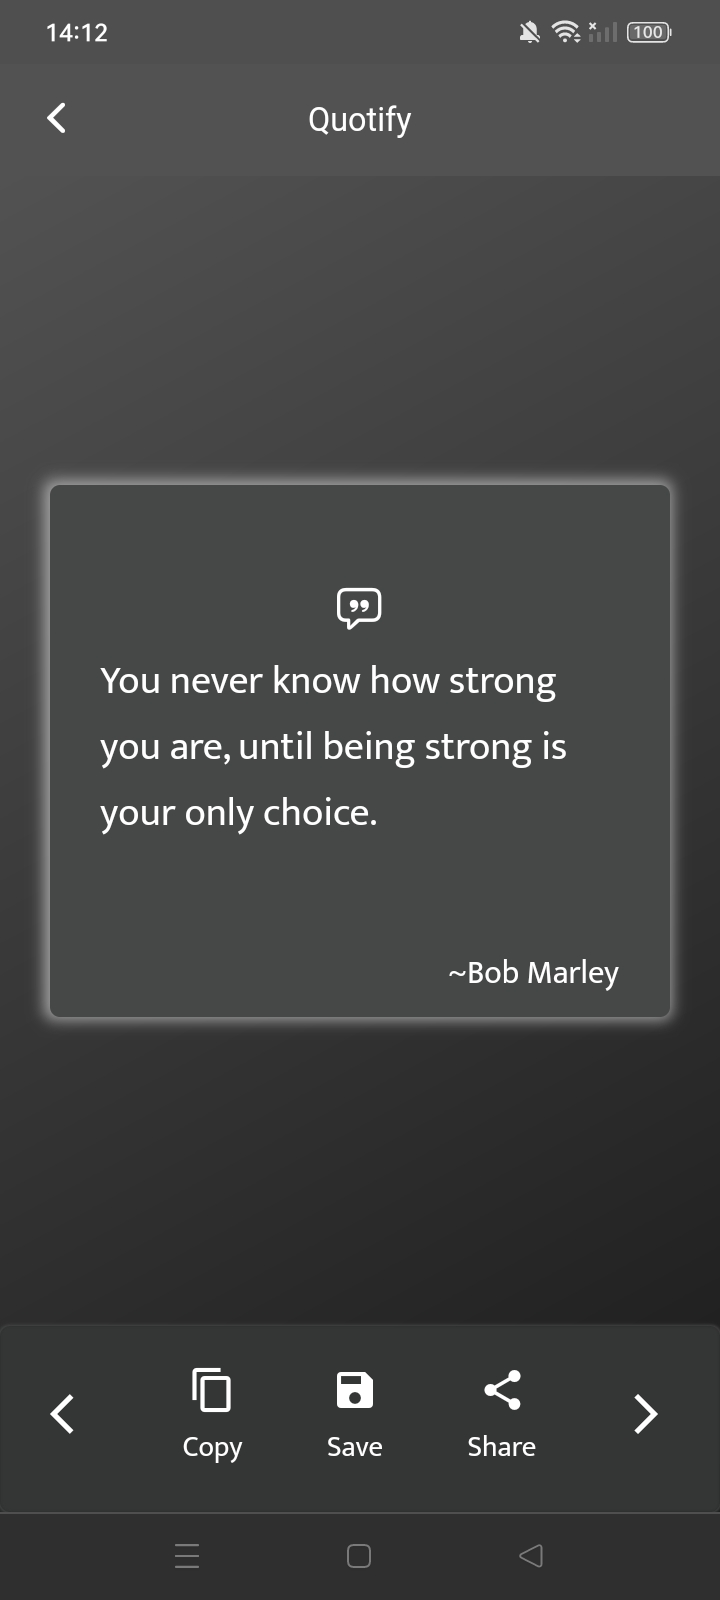 14:12
100
Quotify
You never know how strong
you are, until being strong is
your only choice.
~Bob Marley
Copy
Save
Share